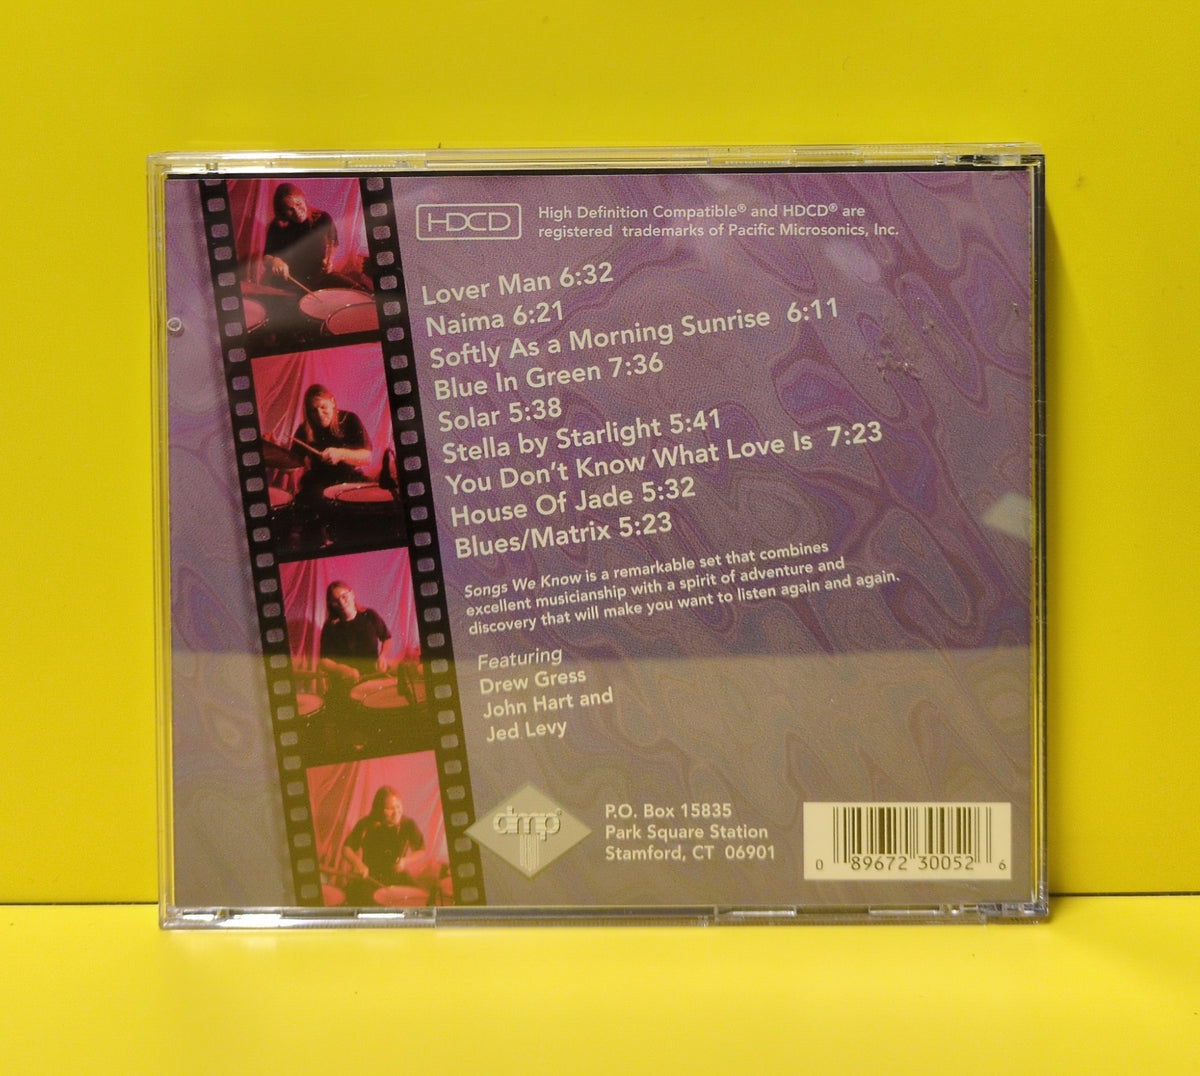 HDCD
High Definition Compatible® and HDCD® are
registered trademarks of Pacific Microsonics, Inc.
Lover Man 6:32
Naima 6:21
Softly As a Morning Sunrise 6:11
Blue In Green 7:36
Solar 5:38
Stella by Starlight 5:41
You Don't Know What Love Is 7:23
House Of Jade 5:32
Blues/Matrix 5:23
Songs We Know is a remarkable set that combines
excellent musicianship with a spirit of adventure and
discovery that will make you want to listen again and again.
Featuring
Drew Gress
John Hart and
Jed Levy
dmp
P.O. Box 15835
Park Square Station
Stamford, CT 06901
0 89672 30052 6